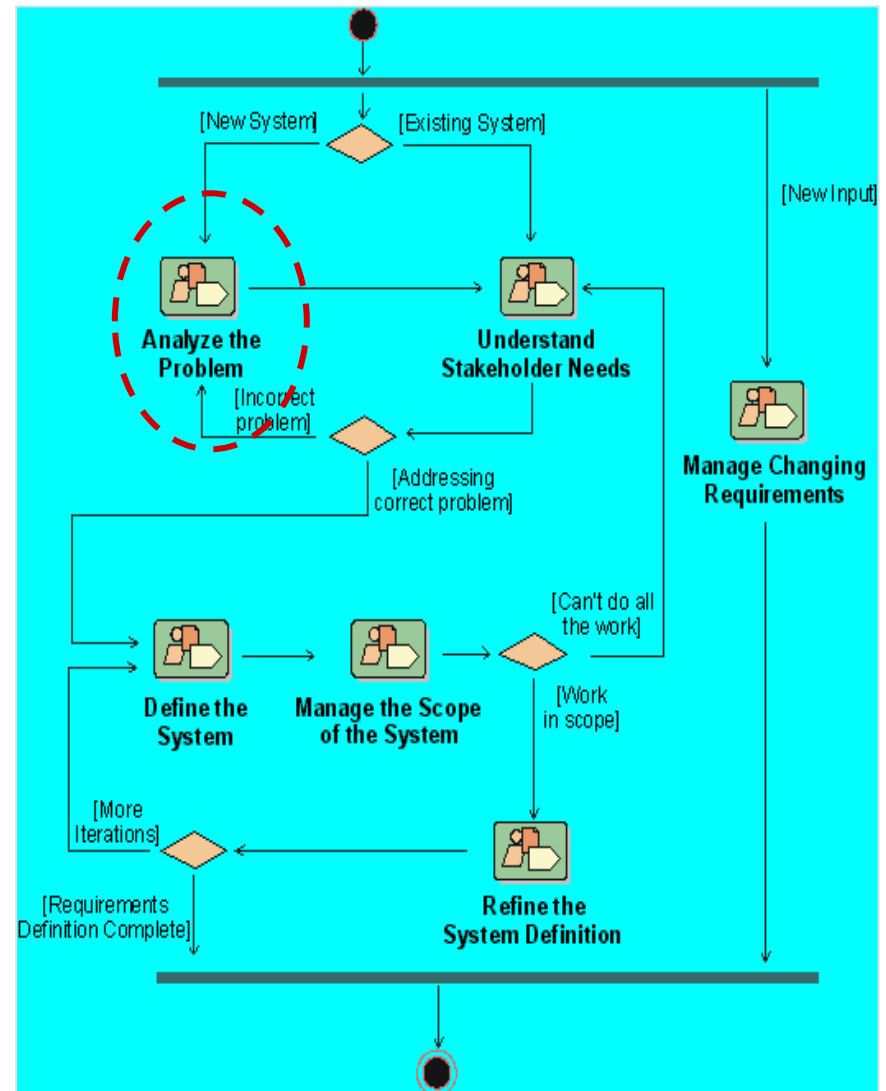 [New System]
[Existing System]
[New Input]
Analyze the
Problem
Understand
Stakeholder Needs
[Incorrect
problem]
Manage Changing
Requirements
[Addressing
correct problem]
[Can't do all
the work]
Define the
System
Manage the Scope
of the System
[Work
in scope]
[More
Iterations]
Refine the
System Definition
[Requirements
Definition Complete]